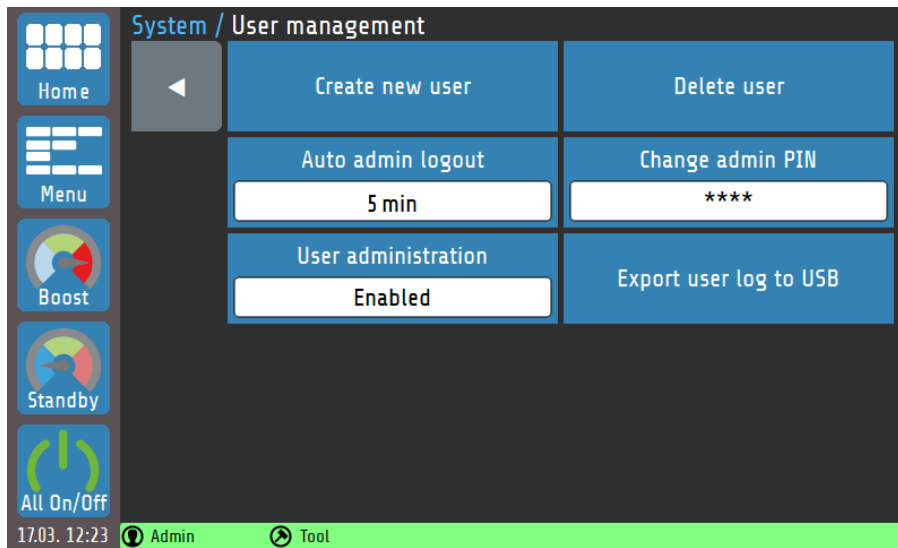 System / User management
Home
◀
Create new user
Delete user
Menu
Auto admin logout
5 min
Change admin PIN
****
Boost
User administration
Enabled
Export user log to USB
Standby
All On/Off
17.03. 12:23
Admin
Tool